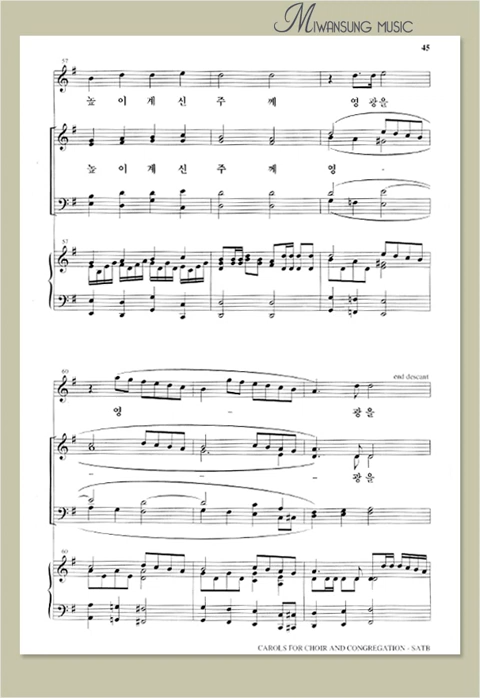 MIWANSUNG MUSIC
45
57
높 이 계 신 주 께 영 광을
높 이 계 신 주 께 영 -
57
60
end descant
영 - - 광 을
- - 광 을
60
CAROLS FOR CHOIR AND CONGREGATION - SATB